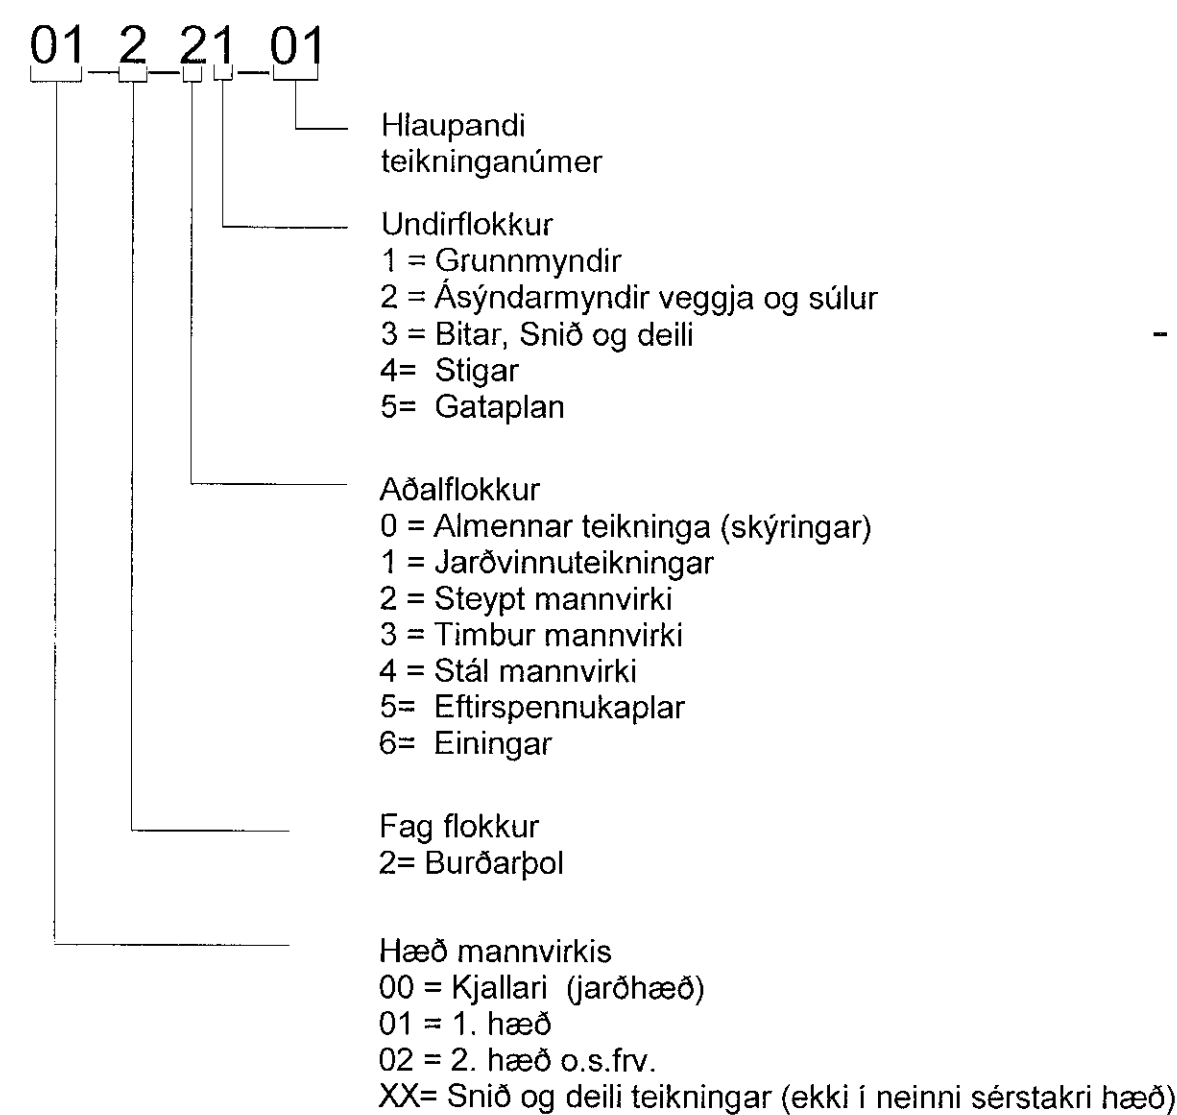 01_2_21_01
Hlaupandi
teikninganúmer
Undirflokkur
1 = Grunnmyndir
2 = Ásýndarmyndir veggja og súlur
3 = Bitar, Snið og deili
4= Stigar
5= Gataplan
Aðalflokkur
0 = Almennar teikninga (skýringar)
1 = Jarðvinnuteikningar
2 = Steypt mannvirki
3 = Timbur mannvirki
4 = Stál mannvirki
5= Eftirspennukaplar
6= Einingar
Fag flokkur
2= Burðarþol
Hæð mannvirkis
00 = Kjallari (jarðhæð)
01 = 1. hæð
02 = 2. hæð o.s.frv.
XX= Snið og deili teikningar (ekki í neinni sérstakri hæð)